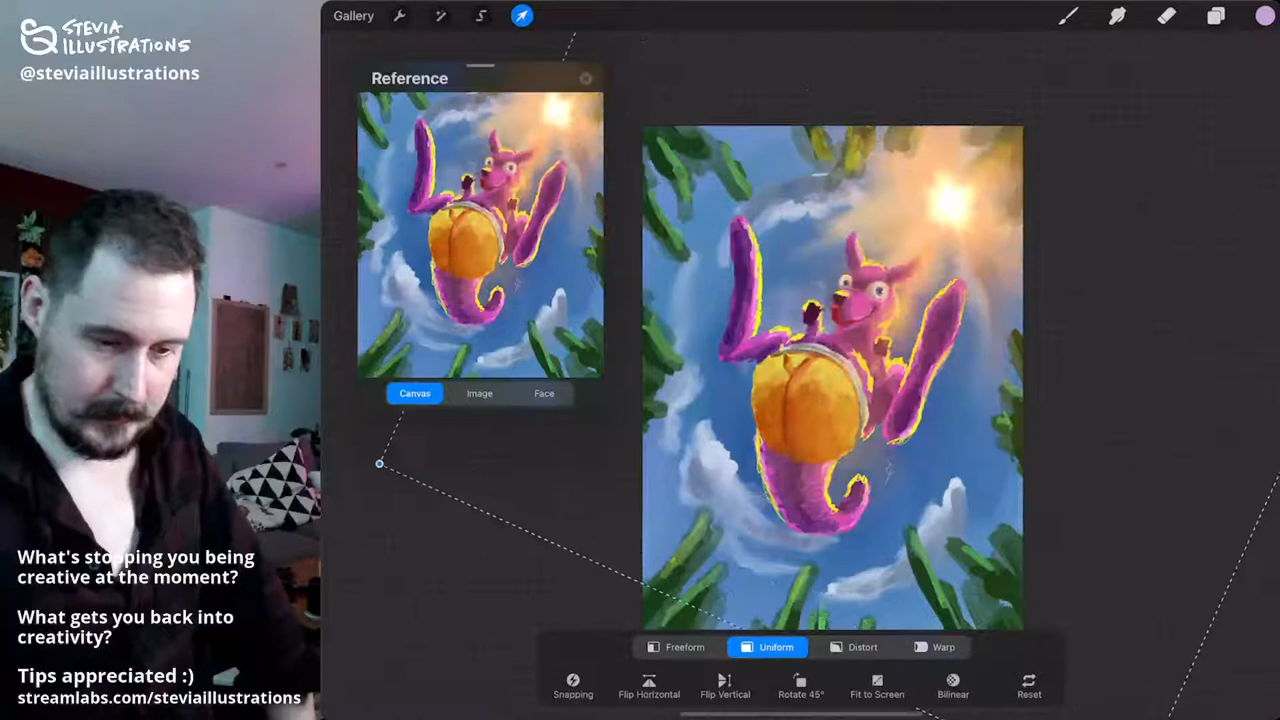 STEVIA
ILLUSTRATIONS
@steviaillustrations
Gallery
Reference
Canvas
Image
Face
What's stopping you being
creative at the moment?
What gets you back into
creativity?
Tips appreciated :)
streamlabs.com/steviaillustrations
Freeform
Uniform
Distort
Warp
Snapping
Flip Horizontal
Flip Vertical
Rotate 45°
Fit to Screen
Bilinear
Reset